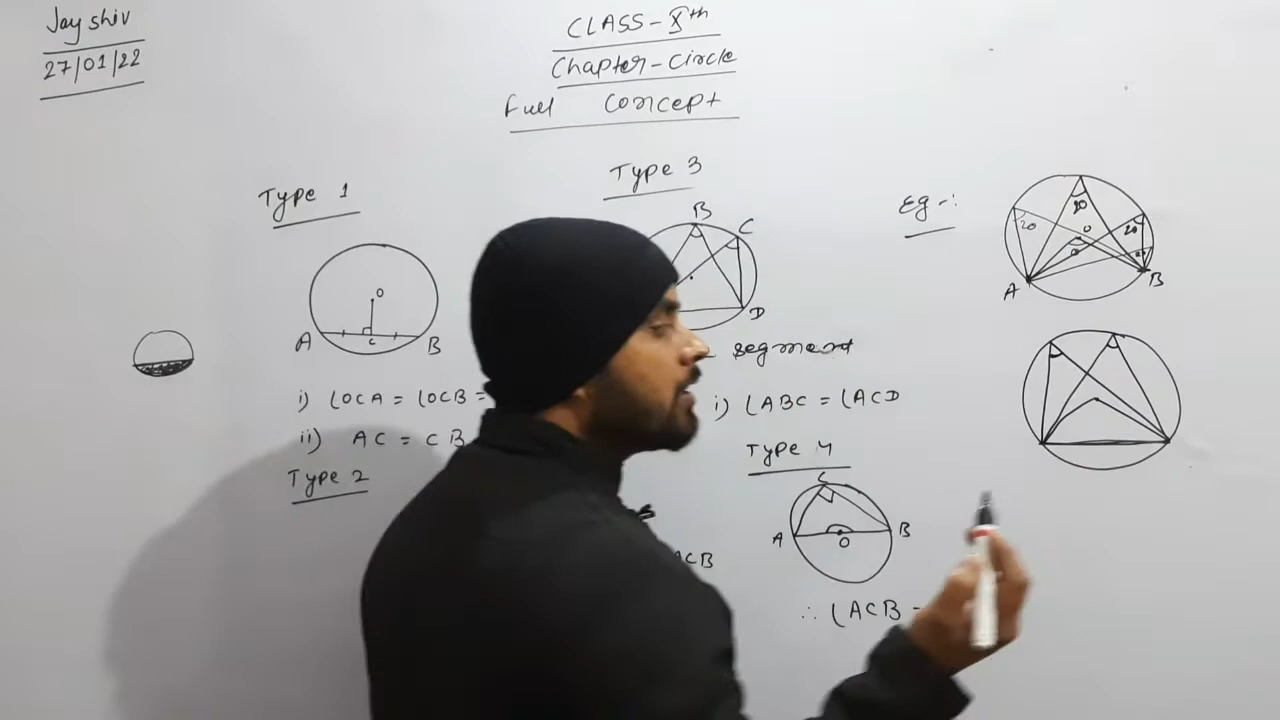 Jay shiv
27/01/22
CLASS - Xth
Chapter - Circle
Full Concept
Type 1
O
A
C
B
i) ∠OCA = ∠OCB =
ii) AC = CB
Type 2
ACB
Type 3
B
C
D
segment
i) ∠ABC = ∠ACD
Type 4
C
A
O
B
∴ ∠ACB =
Eg -:
20
20
O
20
A
B